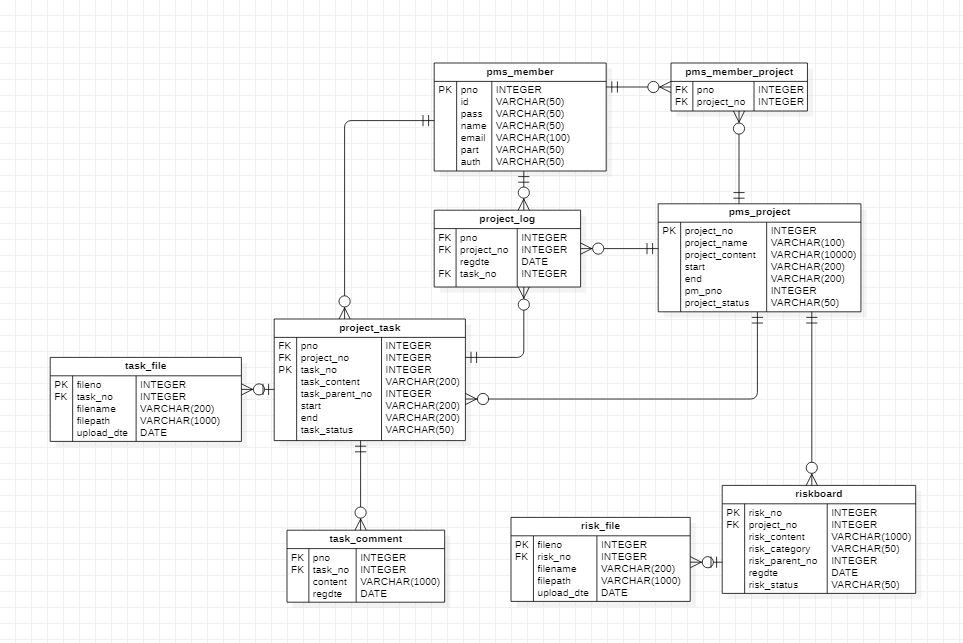 pms_member
PK pno INTEGER
id VARCHAR(50)
pass VARCHAR(50)
name VARCHAR(50)
email VARCHAR(100)
part VARCHAR(50)
auth VARCHAR(50)
pms_member_project
FK pno INTEGER
FK project_no INTEGER
project_log
FK pno INTEGER
FK project_no INTEGER
regdte DATE
FK task_no INTEGER
pms_project
PK project_no INTEGER
project_name VARCHAR(100)
project_content VARCHAR(10000)
start VARCHAR(200)
end VARCHAR(200)
pm_pno INTEGER
project_status VARCHAR(50)
project_task
FK pno INTEGER
FK project_no INTEGER
PK task_no INTEGER
task_content VARCHAR(200)
task_parent_no INTEGER
start VARCHAR(200)
end VARCHAR(200)
task_status VARCHAR(50)
task_file
PK fileno INTEGER
FK task_no INTEGER
filename VARCHAR(200)
filepath VARCHAR(1000)
upload_dte DATE
task_comment
FK pno INTEGER
FK task_no INTEGER
content VARCHAR(1000)
regdte DATE
risk_file
PK fileno INTEGER
FK risk_no INTEGER
filename VARCHAR(200)
filepath VARCHAR(1000)
upload_dte DATE
riskboard
PK risk_no INTEGER
FK project_no INTEGER
risk_content VARCHAR(1000)
risk_category VARCHAR(50)
risk_parent_no INTEGER
regdte DATE
risk_status VARCHAR(50)